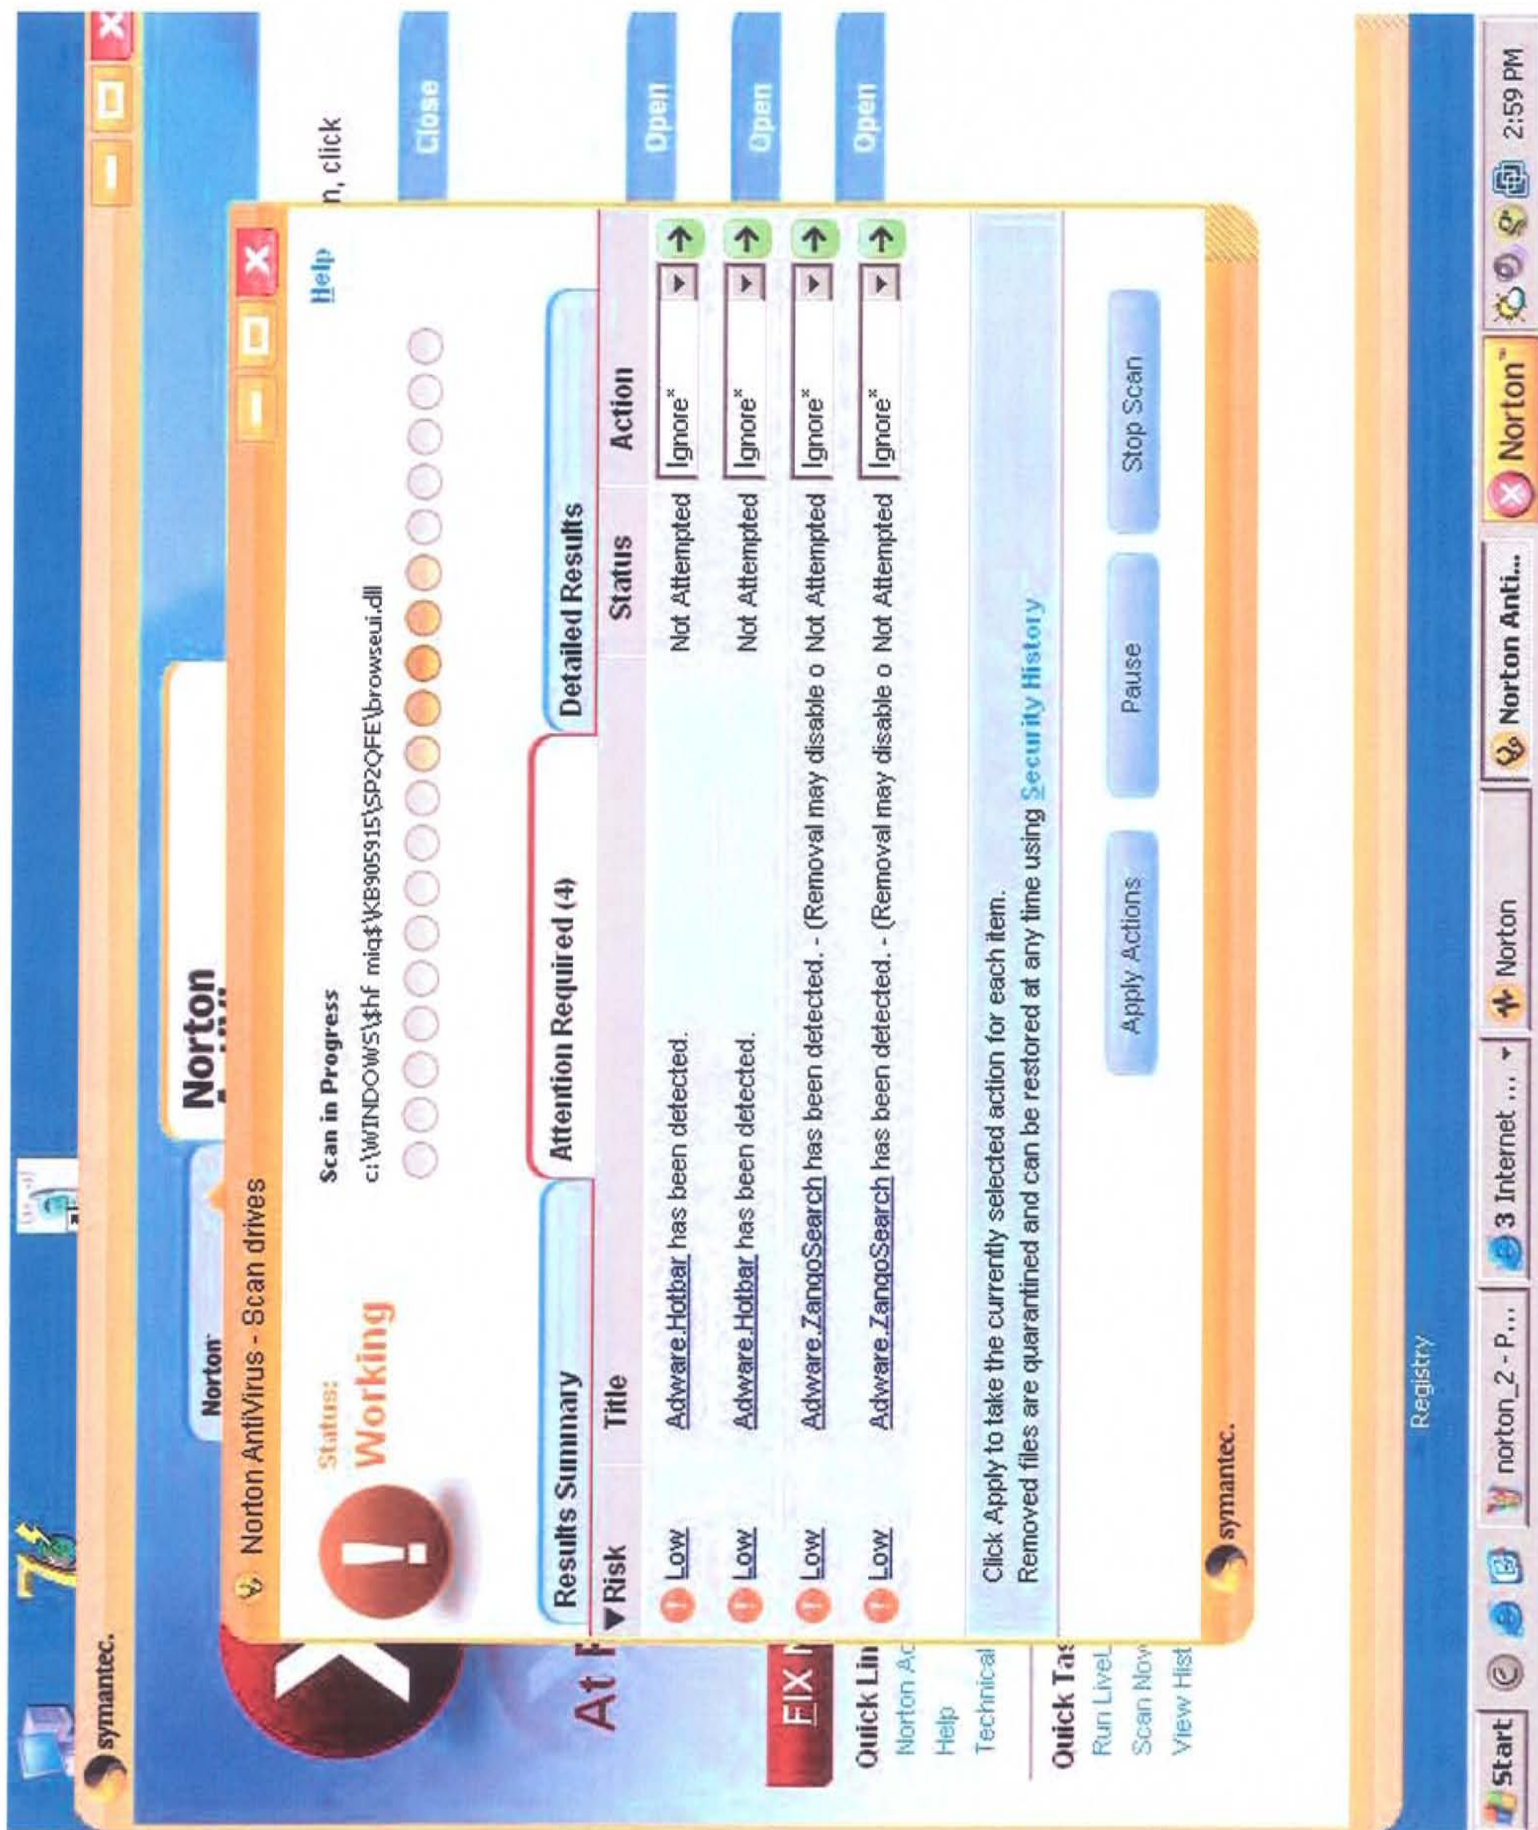 symantec.
Norton
Norton
n, click
Close
Open
Open
Open
At
FIX
Quick Lin
Norton Ac
Help
Technical
Quick Tas
Run LiveU
Scan Now
View Hist
Norton AntiVirus - Scan drives
Status:
Working
Help
Scan in Progress
c:\WINDOWS\$hf miq$\KB905915\SP2QFE\browseui.dll
Results Summary Attention Required (4) Detailed Results
Risk Title Status Action
Low Adware.Hotbar has been detected. Not Attempted Ignore*
Low Adware.Hotbar has been detected. Not Attempted Ignore*
Low Adware.ZangoSearch has been detected. - (Removal may disable o Not Attempted Ignore*
Low Adware.ZangoSearch has been detected. - (Removal may disable o Not Attempted Ignore*
Click Apply to take the currently selected action for each item.
Removed files are quarantined and can be restored at any time using Security History
Apply Actions Pause Stop Scan
symantec.
Registry
Start norton_2 - P... 3 Internet ... Norton Norton Anti... Norton™ 2:59 PM